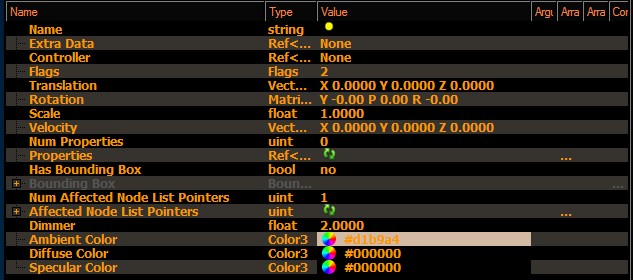 Name Type Value Argu Arra Arra Cor
Name string
Extra Data Ref<... None
Controller Ref<... None
Flags Flags 2
Translation Vect... X 0.0000 Y 0.0000 Z 0.0000
Rotation Matri... Y -0.00 P 0.00 R -0.00
Scale float 1.0000
Velocity Vect... X 0.0000 Y 0.0000 Z 0.0000
Num Properties uint 0
Properties Ref<... ...
Has Bounding Box bool no
Bounding Box Boun... ...
Num Affected Node List Pointers uint 1
Affected Node List Pointers uint ...
Dimmer float 2.0000
Ambient Color Color3 #d1b9a4
Diffuse Color Color3 #000000
Specular Color Color3 #000000